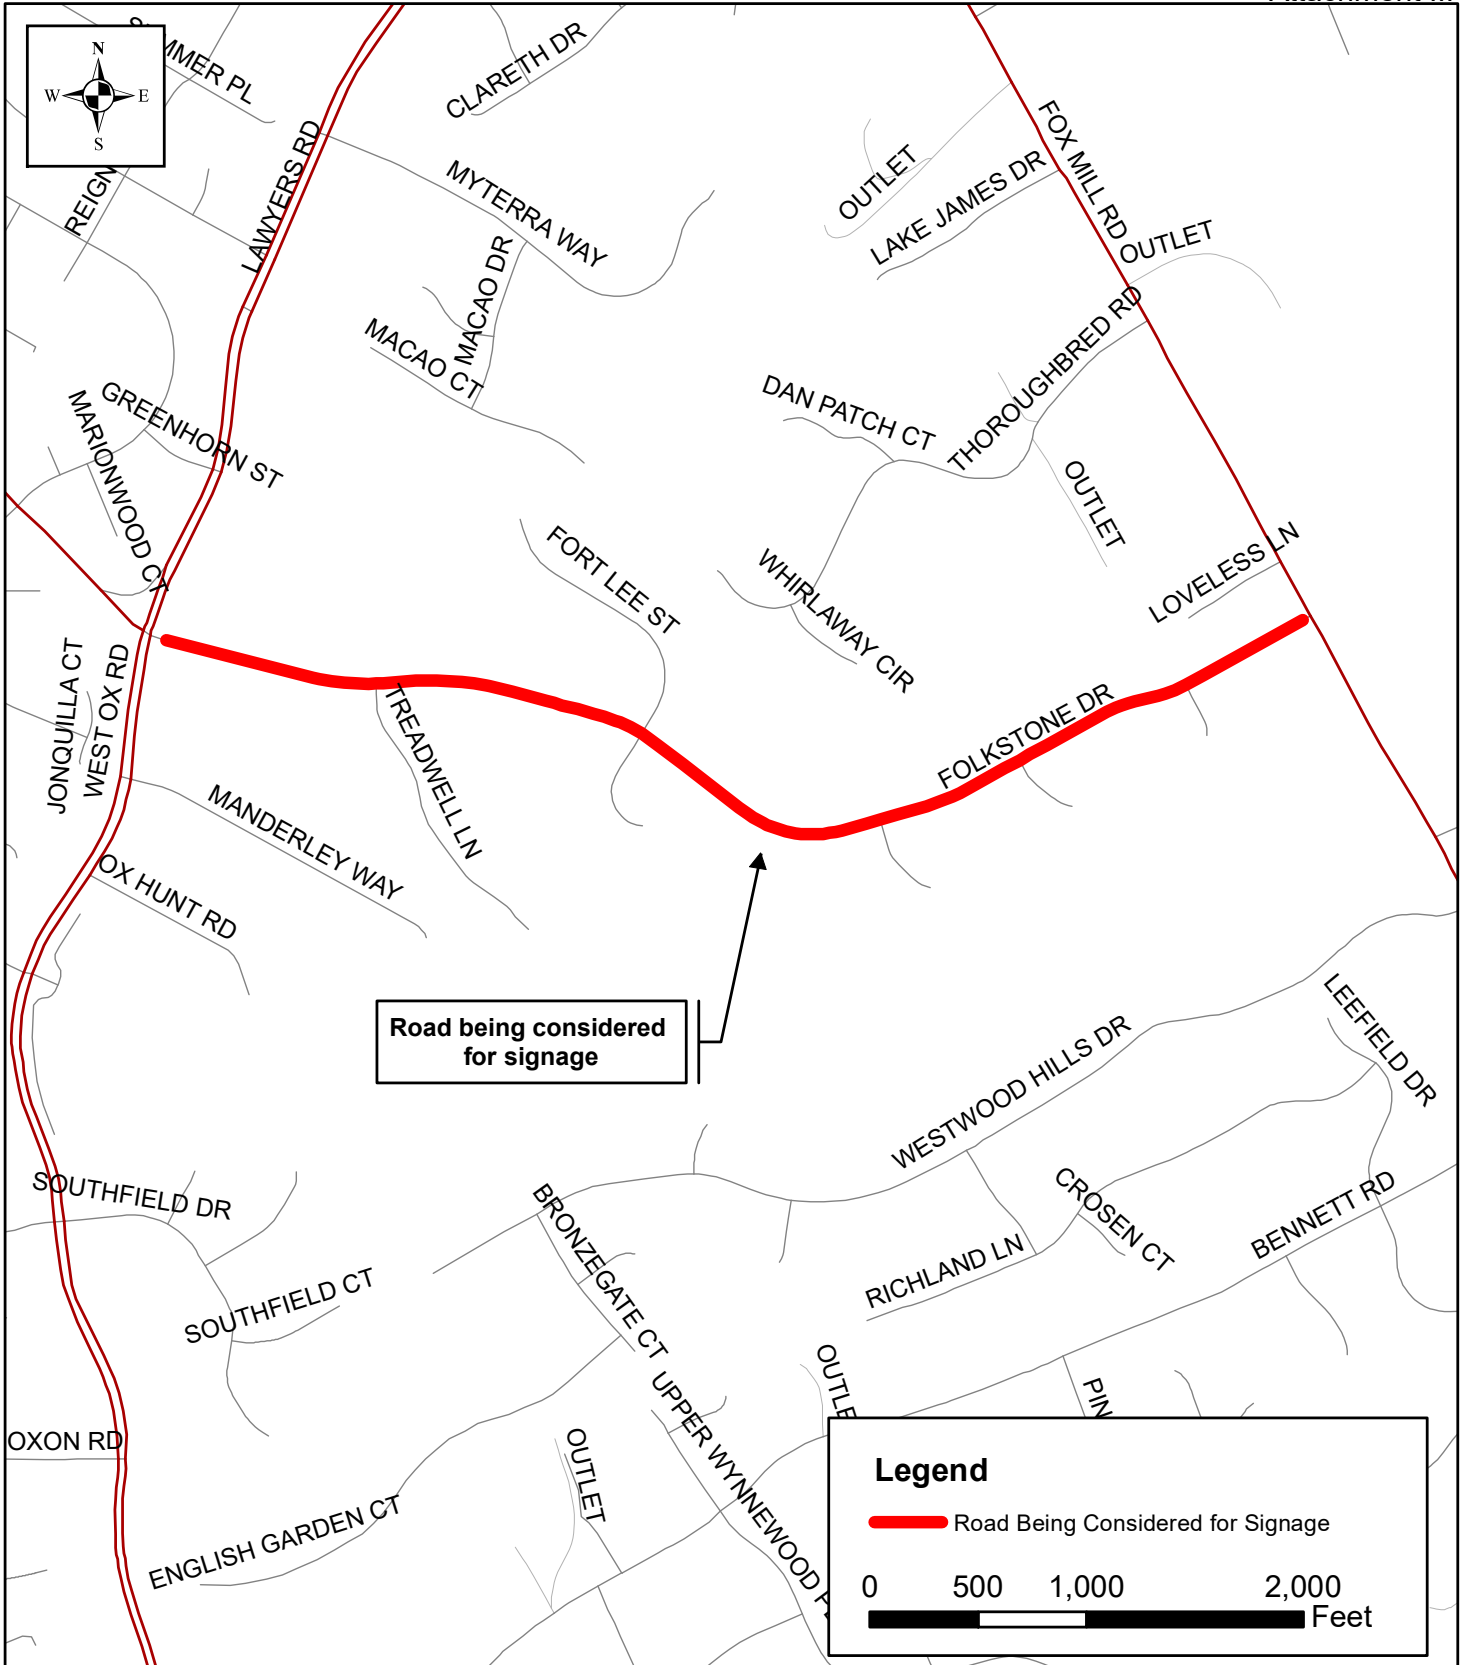 N
W E
S
MMER PL
CLARETH DR
REIGN
LAWYERS RD
MYTERRA WAY
MACAO DR
MACAO CT
OUTLET
LAKE JAMES DR
FOX MILL RD
OUTLET
THOROUGHBRED RD
DAN PATCH CT
GREENHORN ST
MARIONWOOD CT
OUTLET
FORT LEE ST
WHIRLAWAY CIR
LOVELESS LN
JONQUILLA CT
WEST OX RD
TREADWELL LN
FOLKSTONE DR
MANDERLEY WAY
OX HUNT RD
Road being considered
for signage
LEEFIELD DR
WESTWOOD HILLS DR
SOUTHFIELD DR
BRONZEGATE CT
CROSEN CT
BENNETT RD
RICHLAND LN
SOUTHFIELD CT
OUTLE
UPPER WYNNEWOOD
PIN
OXON RD
OUTLET
ENGLISH GARDEN CT
Legend
Road Being Considered for Signage
0 500 1,000 2,000
Feet